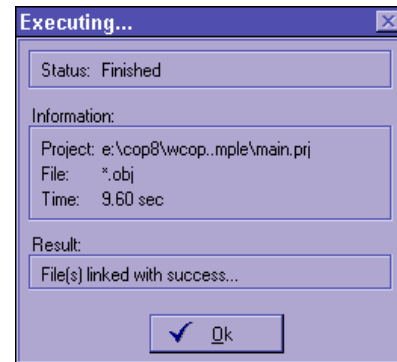 Executing...
Status: Finished
Information:
Project: e:\cop8\wcop..mple\main.prj
File: *.obj
Time: 9.60 sec
Result:
File(s) linked with success...
Ok